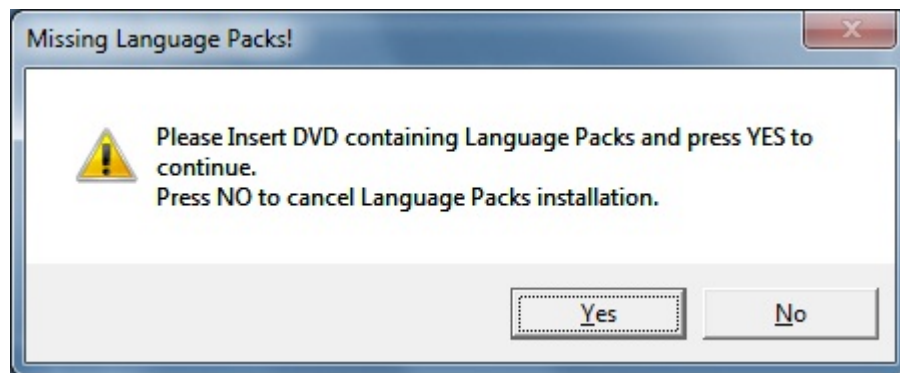 Missing Language Packs!
Please Insert DVD containing Language Packs and press YES to
continue.
Press NO to cancel Language Packs installation.
Yes
No